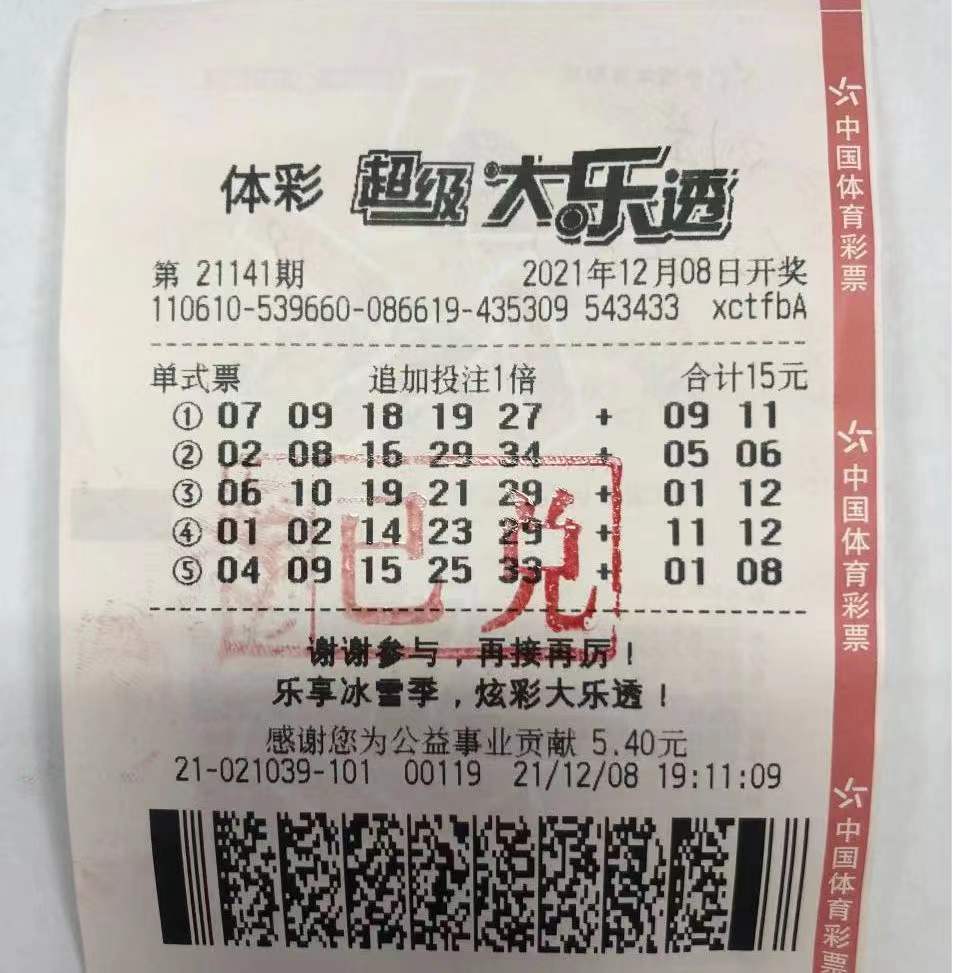 体彩 超级大乐透
第 21141期 2021年12月08日开奖
110610-539660-086619-435309 543433 xctfbA
单式票 追加投注1倍 合计15元
① 07 09 18 19 27 + 09 11
② 02 08 16 29 34 + 05 06
③ 06 10 19 21 29 + 01 12
④ 01 02 14 23 29 + 11 12
⑤ 04 09 15 25 33 + 01 08
已兑
谢谢参与，再接再厉！
乐享冰雪季，炫彩大乐透！
感谢您为公益事业贡献 5.40元
21-021039-101 00119 21/12/08 19:11:09
中国体育彩票
中国体育彩票
中国体育彩票